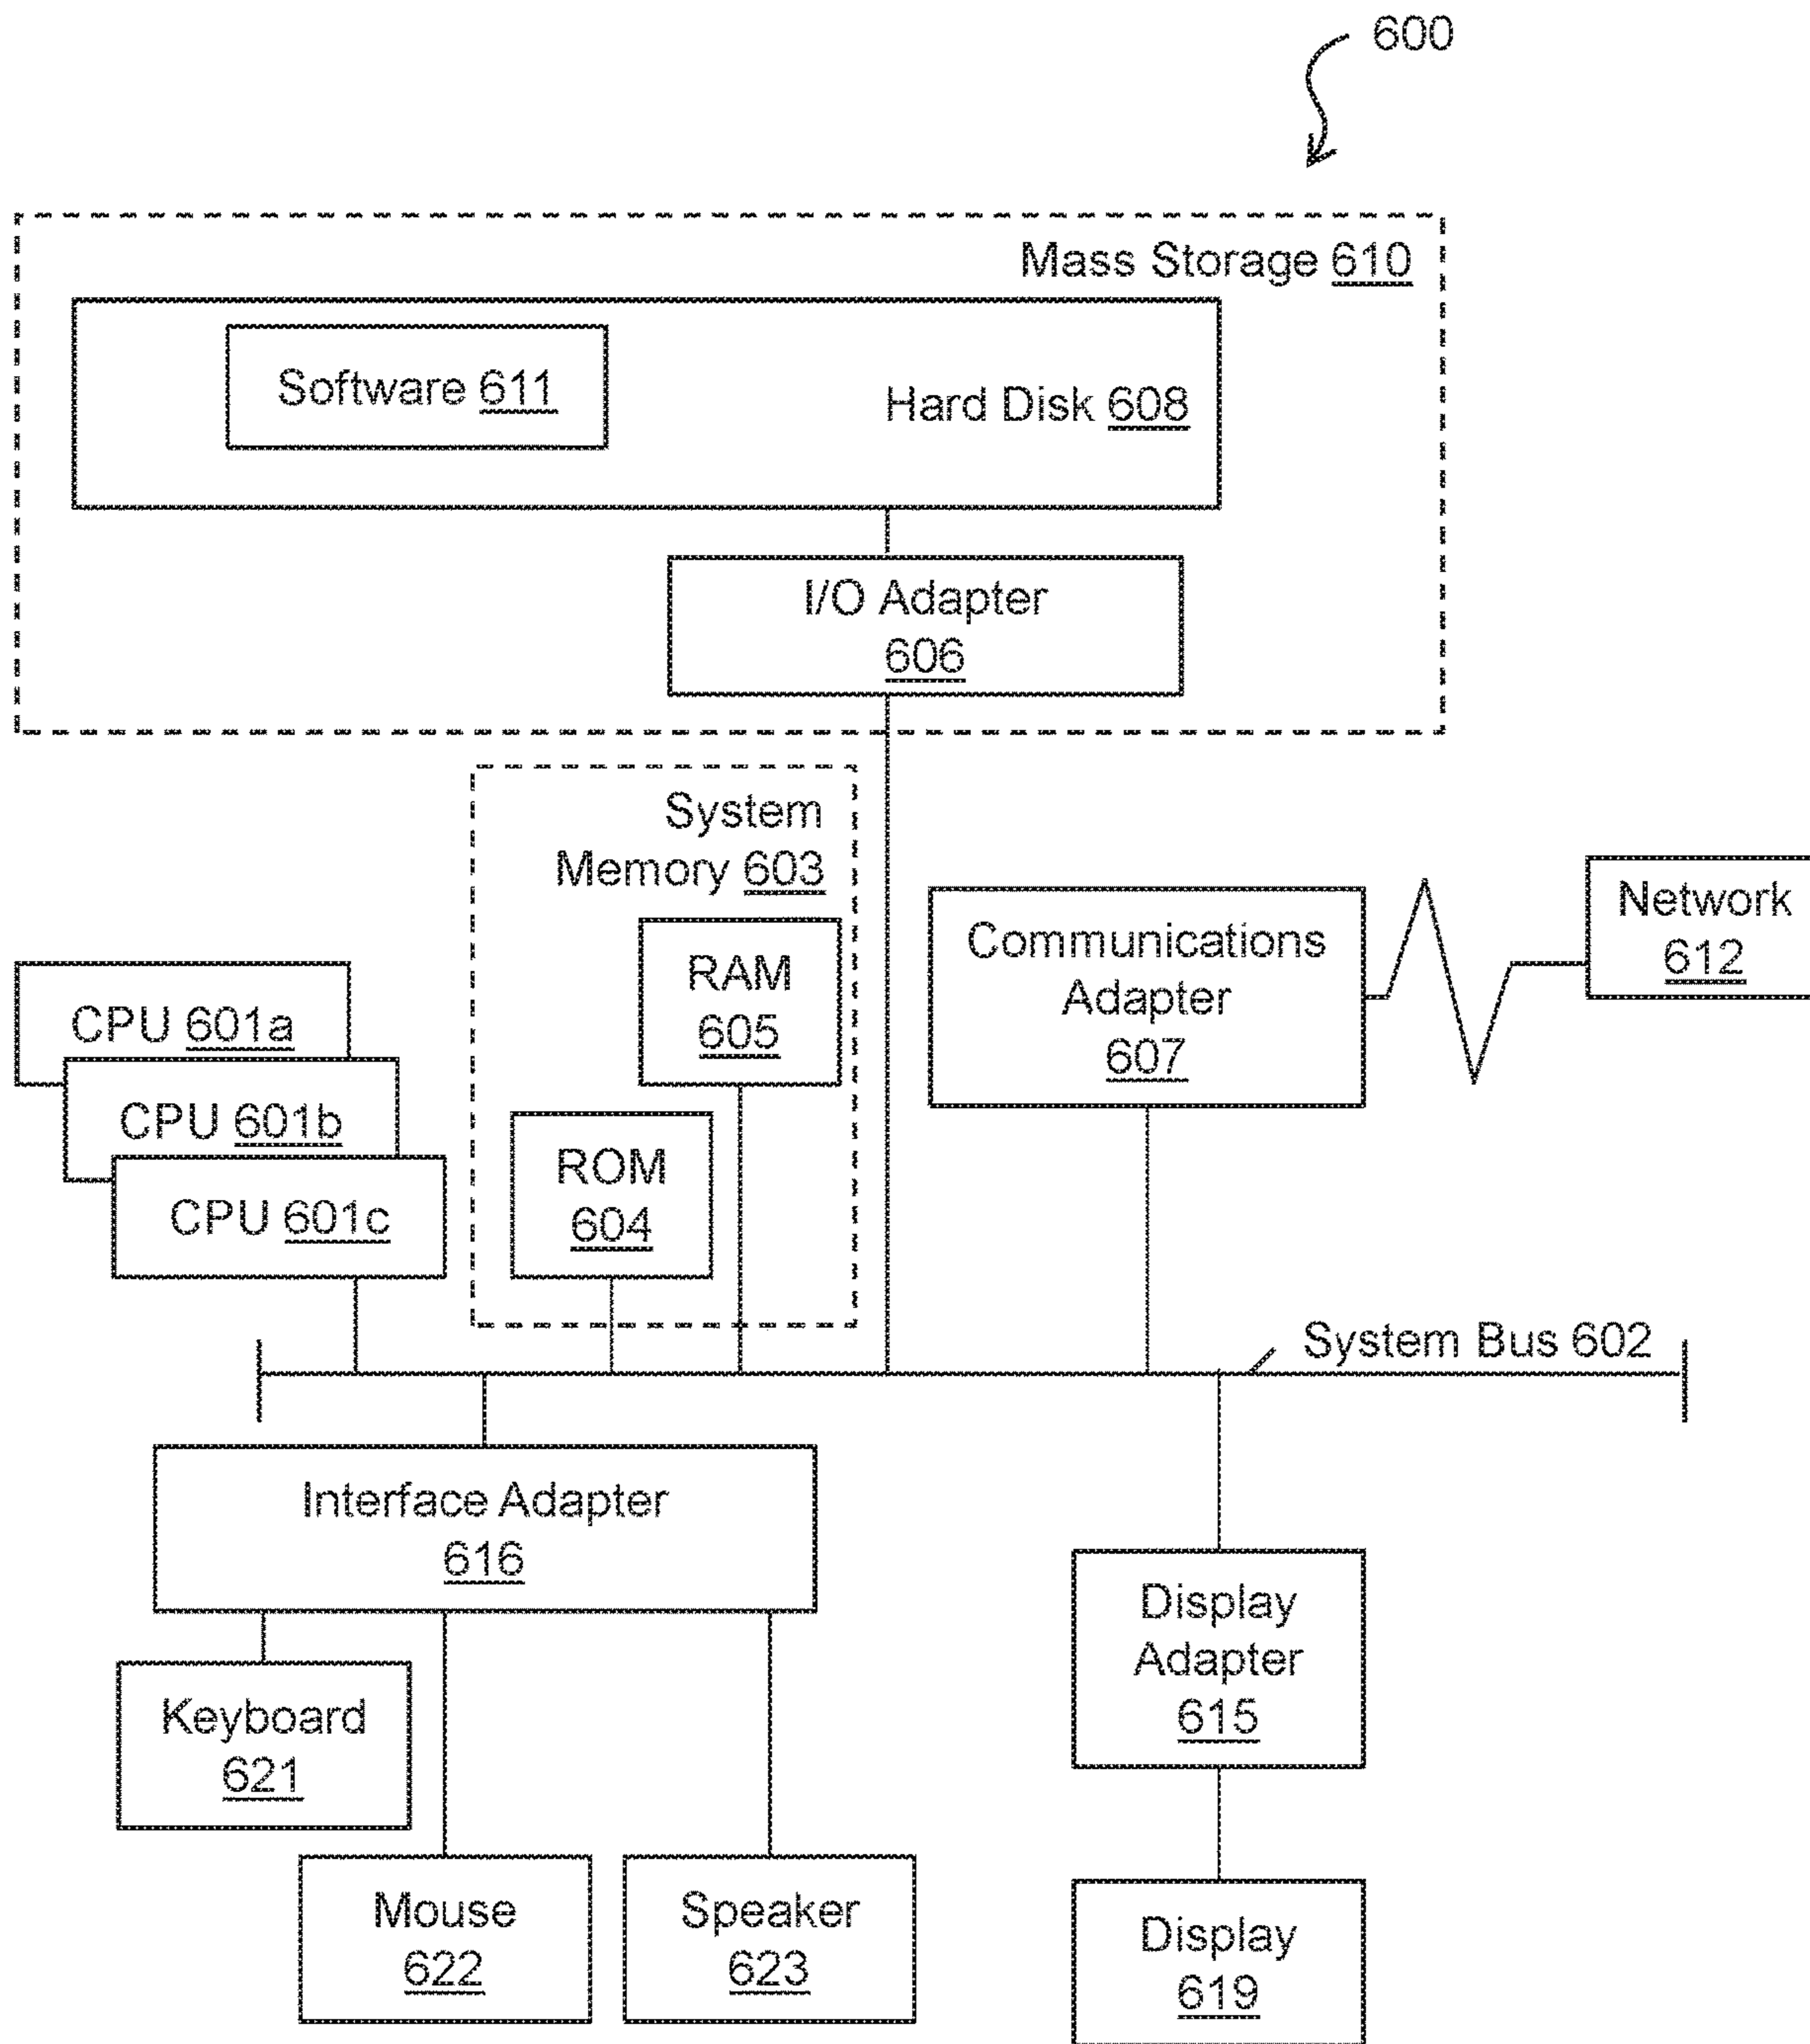 600
Mass Storage 610
Software 611
Hard Disk 608
I/O Adapter
606
System
Memory 603
RAM
605
ROM
604
CPU 601a
CPU 601b
CPU 601c
Communications
Adapter
607
Network
612
System Bus 602
Interface Adapter
616
Keyboard
621
Mouse
622
Speaker
623
Display
Adapter
615
Display
619